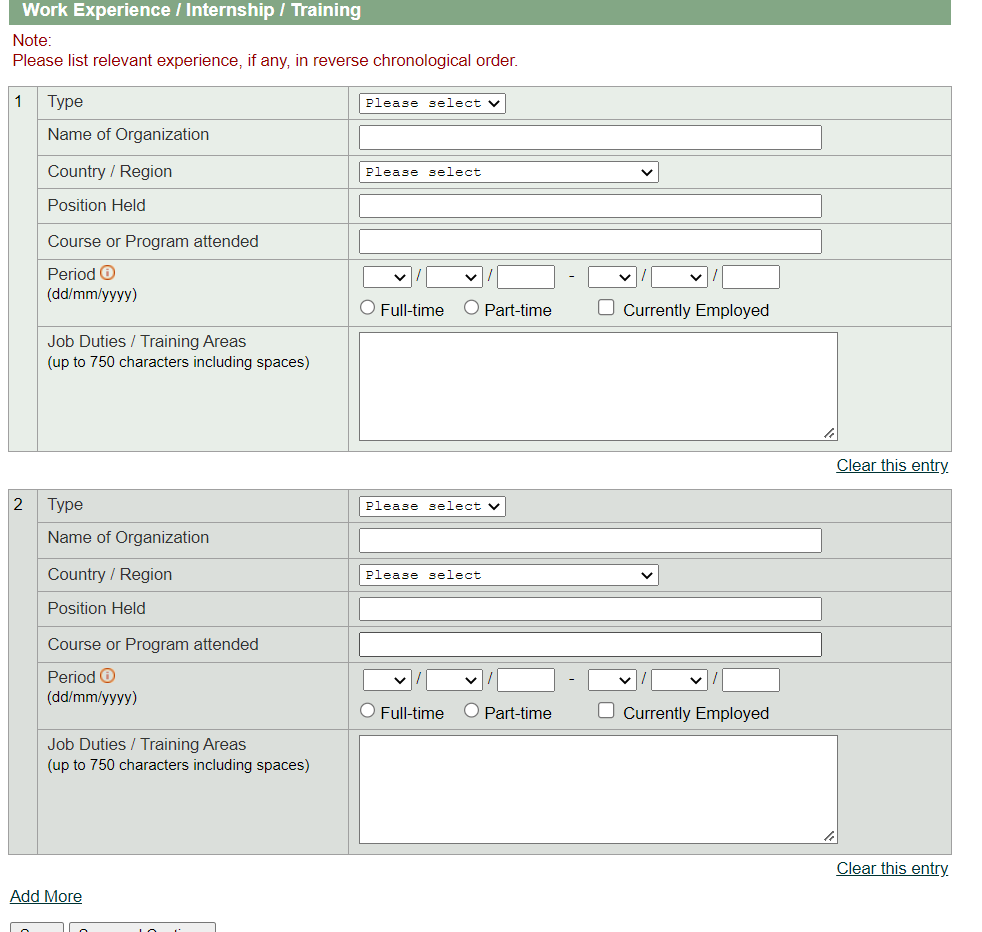 Work Experience / Internship / Training
Note:
Please list relevant experience, if any, in reverse chronological order.
1 Type Please select
Name of Organization
Country / Region Please select
Position Held
Course or Program attended
Period / / - / /
(dd/mm/yyyy) Full-time Part-time Currently Employed
Job Duties / Training Areas
(up to 750 characters including spaces)
Clear this entry
2 Type Please select
Name of Organization
Country / Region Please select
Position Held
Course or Program attended
Period / / - / /
(dd/mm/yyyy) Full-time Part-time Currently Employed
Job Duties / Training Areas
(up to 750 characters including spaces)
Clear this entry
Add More